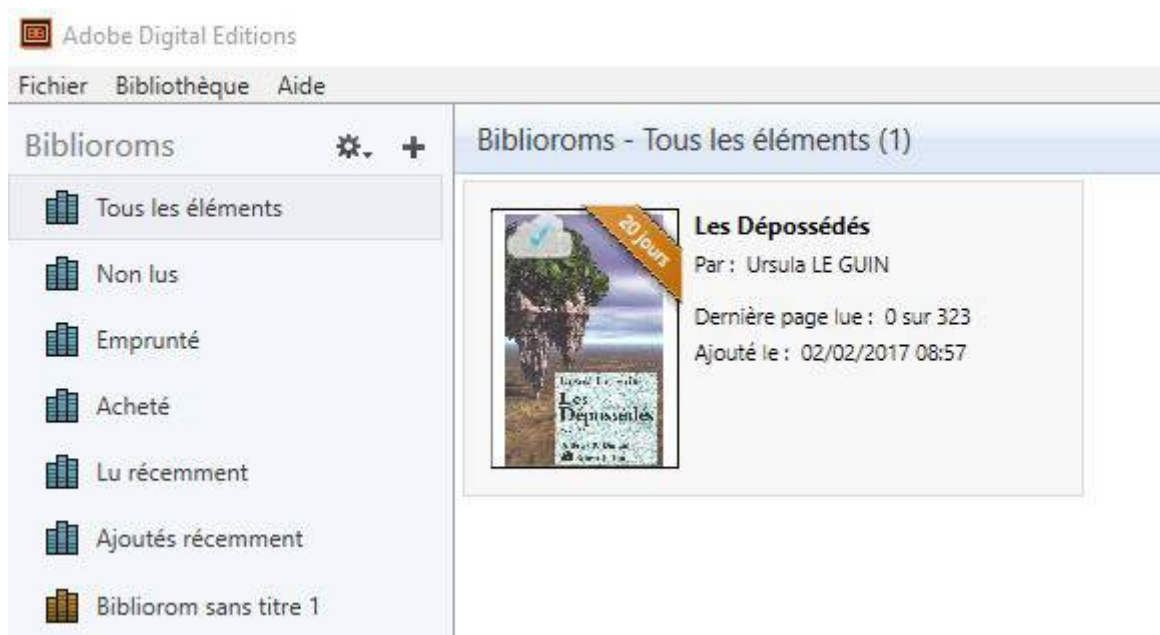 Adobe Digital Editions
Fichier Bibliothèque Aide
Biblioroms
Tous les éléments
Non lus
Emprunté
Acheté
Lu récemment
Ajoutés récemment
Bibliorom sans titre 1
Biblioroms - Tous les éléments (1)
20 jours
Les
Dépossédés
Les Dépossédés
Par : Ursula LE GUIN
Dernière page lue : 0 sur 323
Ajouté le : 02/02/2017 08:57